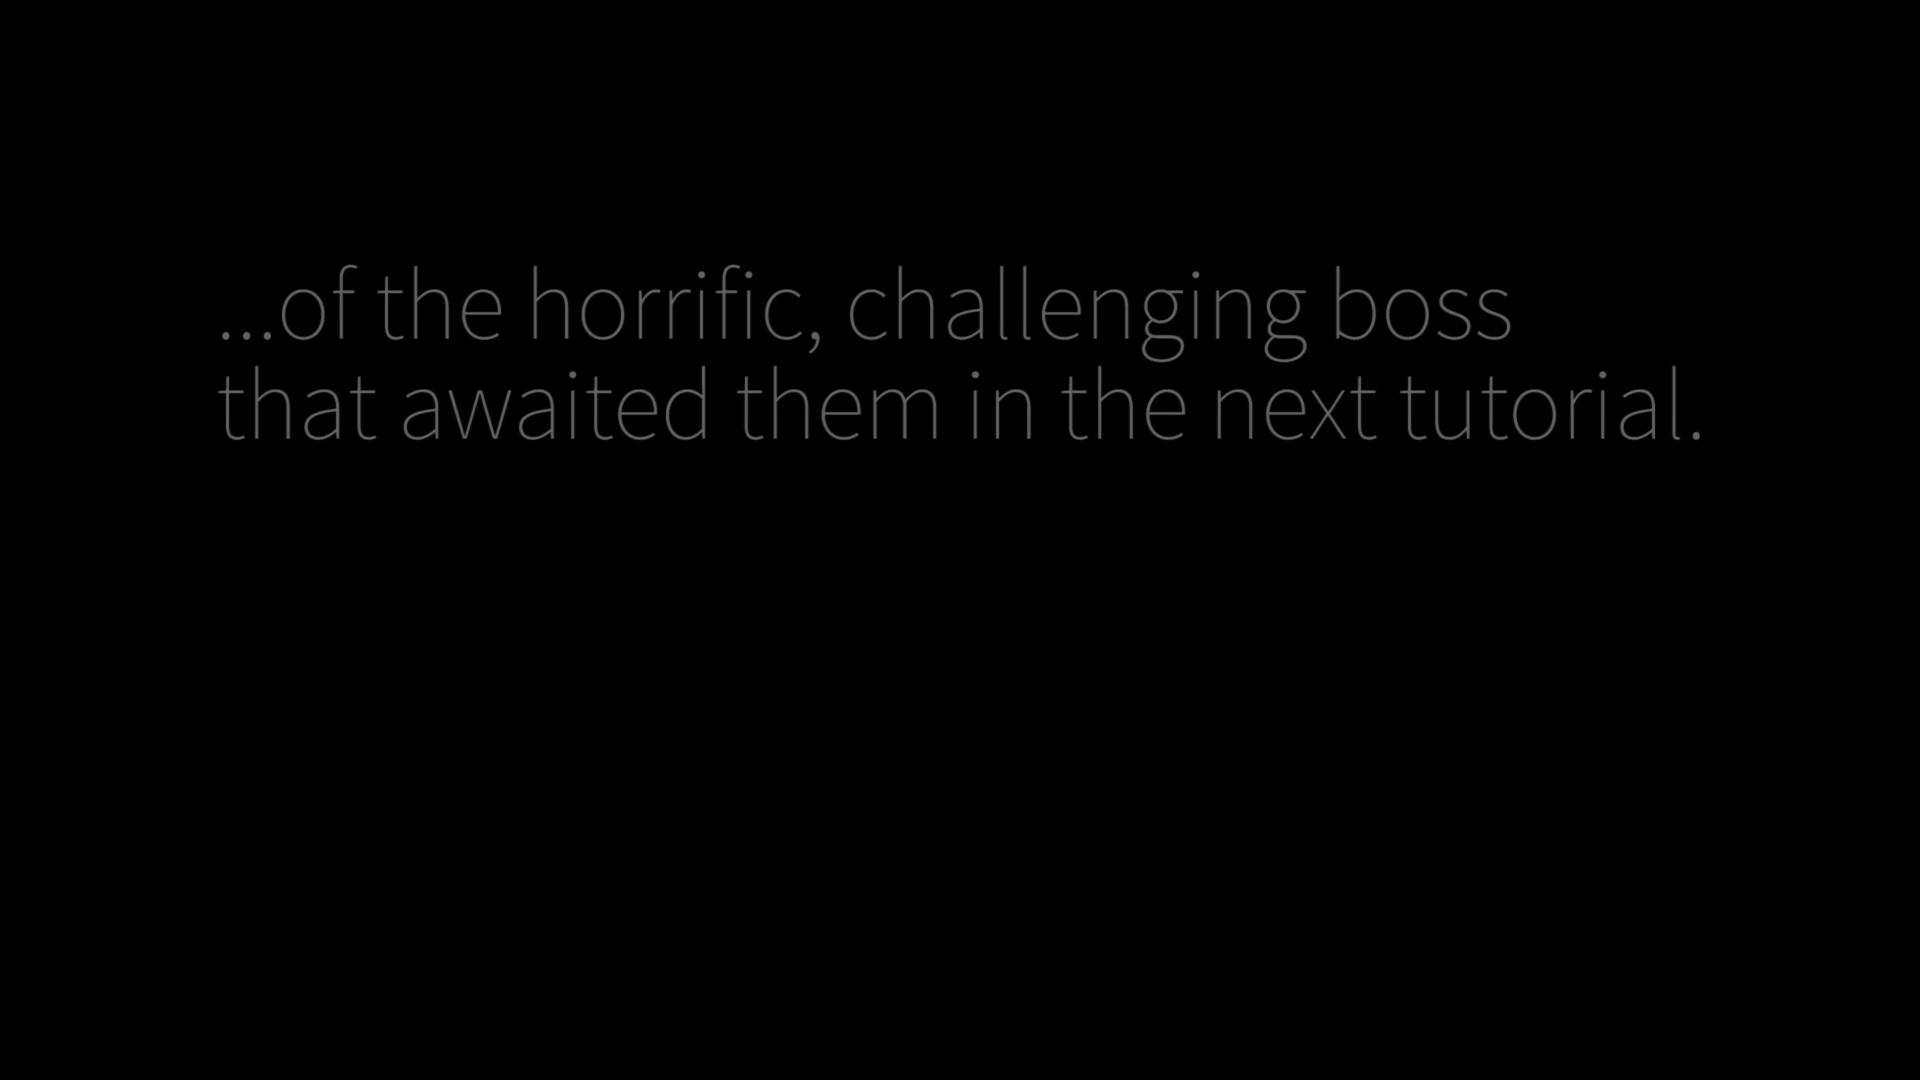 ...of the horrific, challenging boss
that awaited them in the next tutorial.